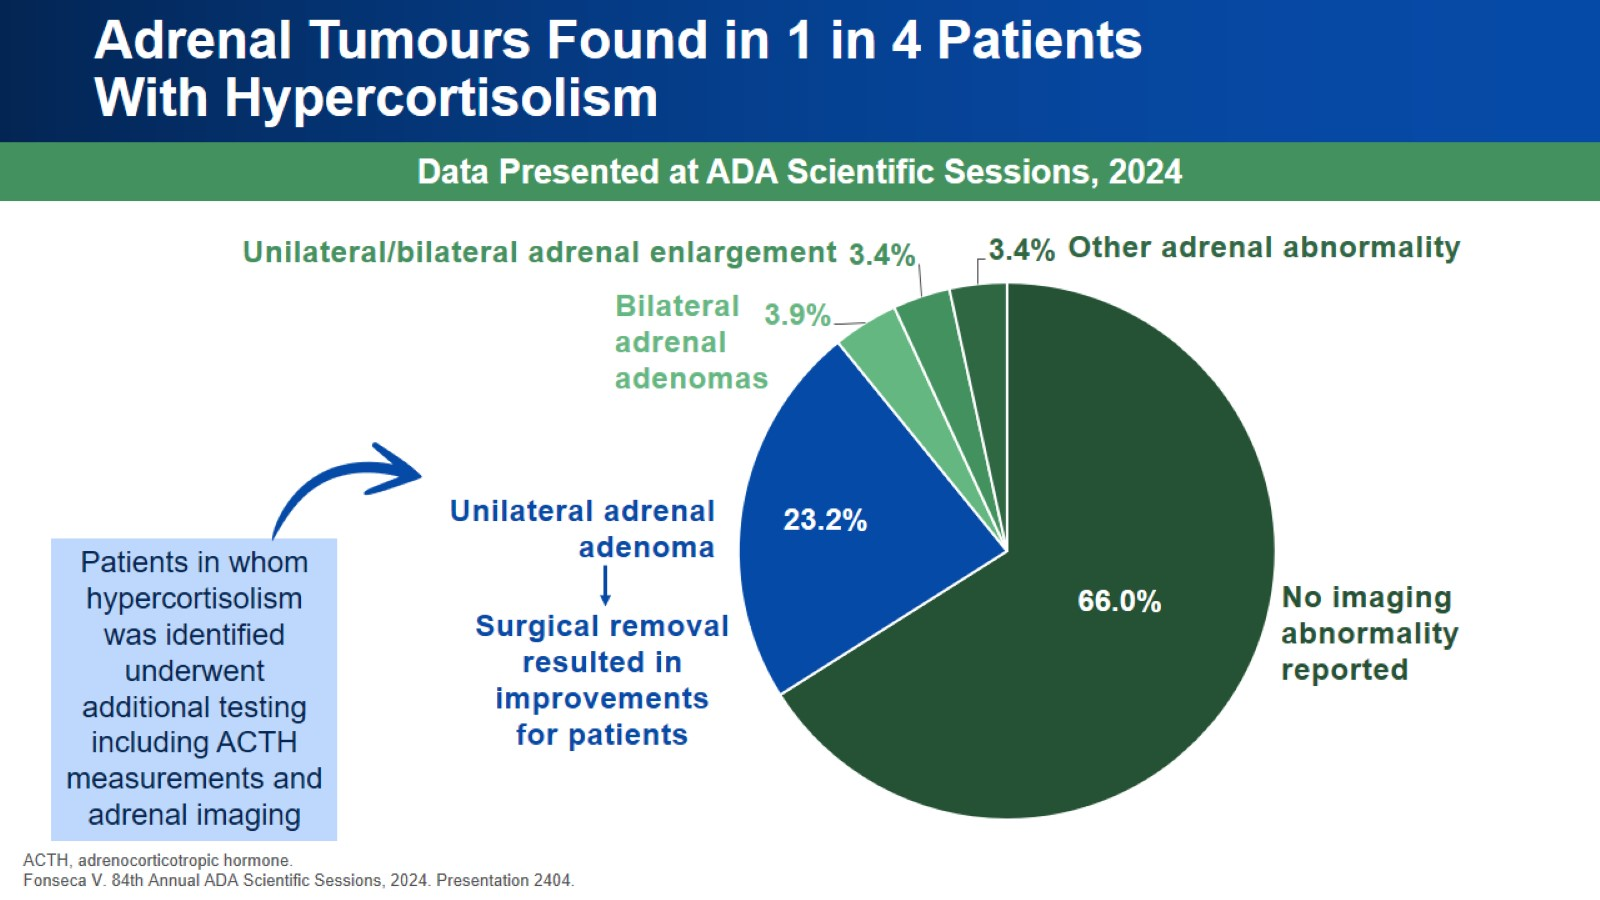 Adrenal Tumours Found in 1 in 4 Patients
With Hypercortisolism
Data Presented at ADA Scientific Sessions, 2024
Unilateral/bilateral adrenal enlargement 3.4%
3.4% Other adrenal abnormality
Bilateral
adrenal
adenomas
3.9%
Unilateral adrenal
adenoma
23.2%
Surgical removal
resulted in
improvements
for patients
66.0%
No imaging
abnormality
reported
Patients in whom
hypercortisolism
was identified
underwent
additional testing
including ACTH
measurements and
adrenal imaging
ACTH, adrenocorticotropic hormone.
Fonseca V. 84th Annual ADA Scientific Sessions, 2024. Presentation 2404.